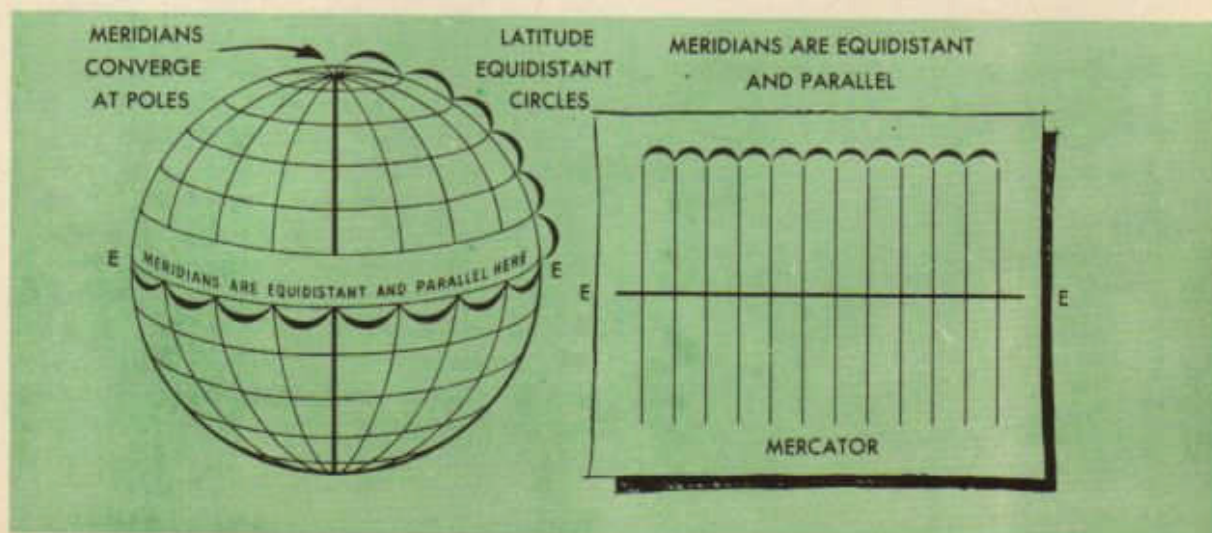 MERIDIANS
CONVERGE
AT POLES
LATITUDE
EQUIDISTANT
CIRCLES
E
MERIDIANS ARE EQUIDISTANT AND PARALLEL HERE
E
MERIDIANS ARE EQUIDISTANT
AND PARALLEL
E
E
MERCATOR